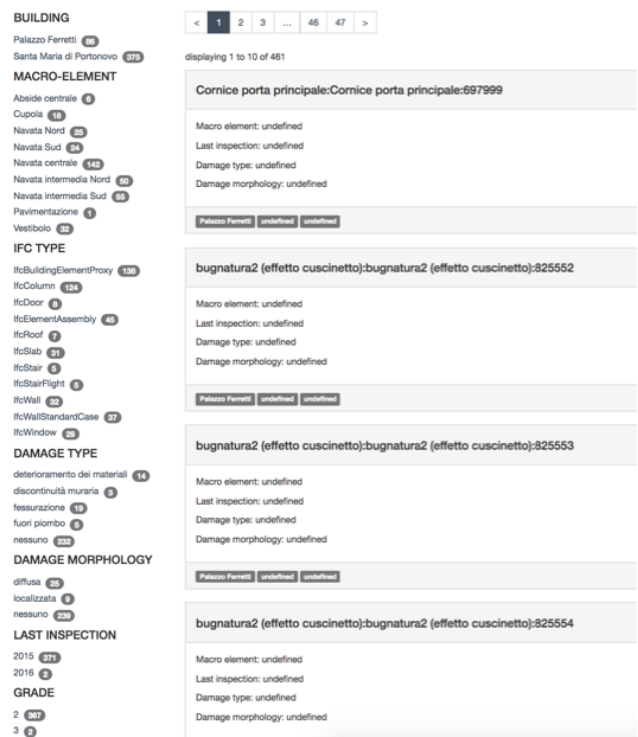 BUILDING
Palazzo Ferretti 86
Santa Maria di Portonovo 375
MACRO-ELEMENT
Abside centrale 6
Cupola 18
Navata Nord 25
Navata Sud 24
Navata centrale 142
Navata intermedia Nord 50
Navata intermedia Sud 55
Pavimentazione 1
Vestibolo 32
IFC TYPE
IfcBuildingElementProxy 138
IfcColumn 124
IfcDoor 8
IfcElementAssembly 45
IfcRoof 7
IfcSlab 31
IfcStair 5
IfcStairFlight 5
IfcWall 32
IfcWallStandardCase 37
IfcWindow 29
DAMAGE TYPE
deterioramento dei materiali 14
discontinuità muraria 3
fessurazione 19
fuori piombo 5
nessuno 232
DAMAGE MORPHOLOGY
diffusa 25
localizzata 9
nessuno 239
LAST INSPECTION
2015 371
2016 2
GRADE
2 367
3 2
< 1 2 3 ... 46 47 >
displaying 1 to 10 of 461
Cornice porta principale:Cornice porta principale:697999
Macro element: undefined
Last inspection: undefined
Damage type: undefined
Damage morphology: undefined
Palazzo Ferretti undefined undefined
bugnatura2 (effetto cuscinetto):bugnatura2 (effetto cuscinetto):825552
Macro element: undefined
Last inspection: undefined
Damage type: undefined
Damage morphology: undefined
Palazzo Ferretti undefined undefined
bugnatura2 (effetto cuscinetto):bugnatura2 (effetto cuscinetto):825553
Macro element: undefined
Last inspection: undefined
Damage type: undefined
Damage morphology: undefined
Palazzo Ferretti undefined undefined
bugnatura2 (effetto cuscinetto):bugnatura2 (effetto cuscinetto):825554
Macro element: undefined
Last inspection: undefined
Damage type: undefined
Damage morphology: undefined